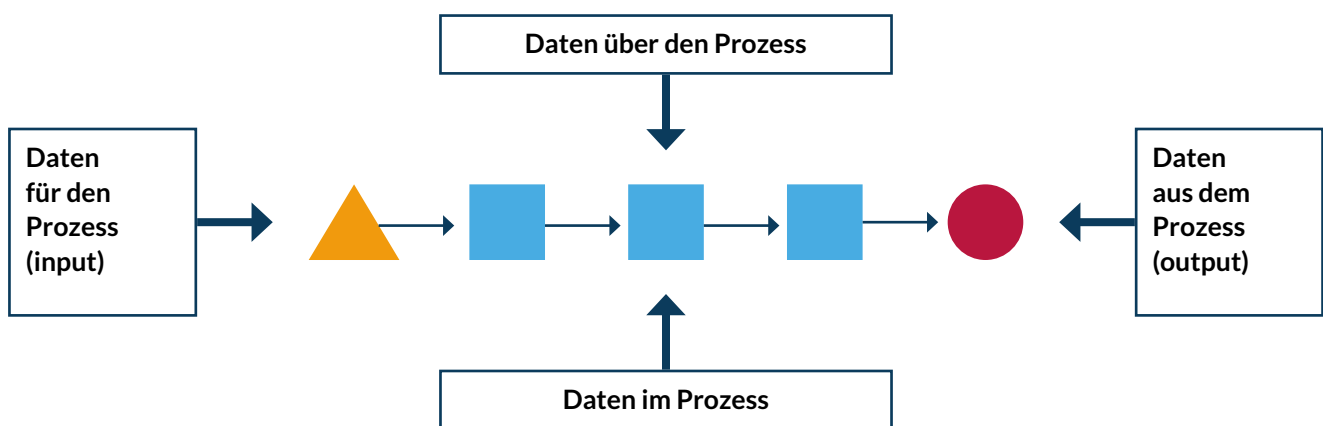 Daten über den Prozess
Daten
für den
Prozess
(input)
Daten
aus dem
Prozess
(output)
Daten im Prozess